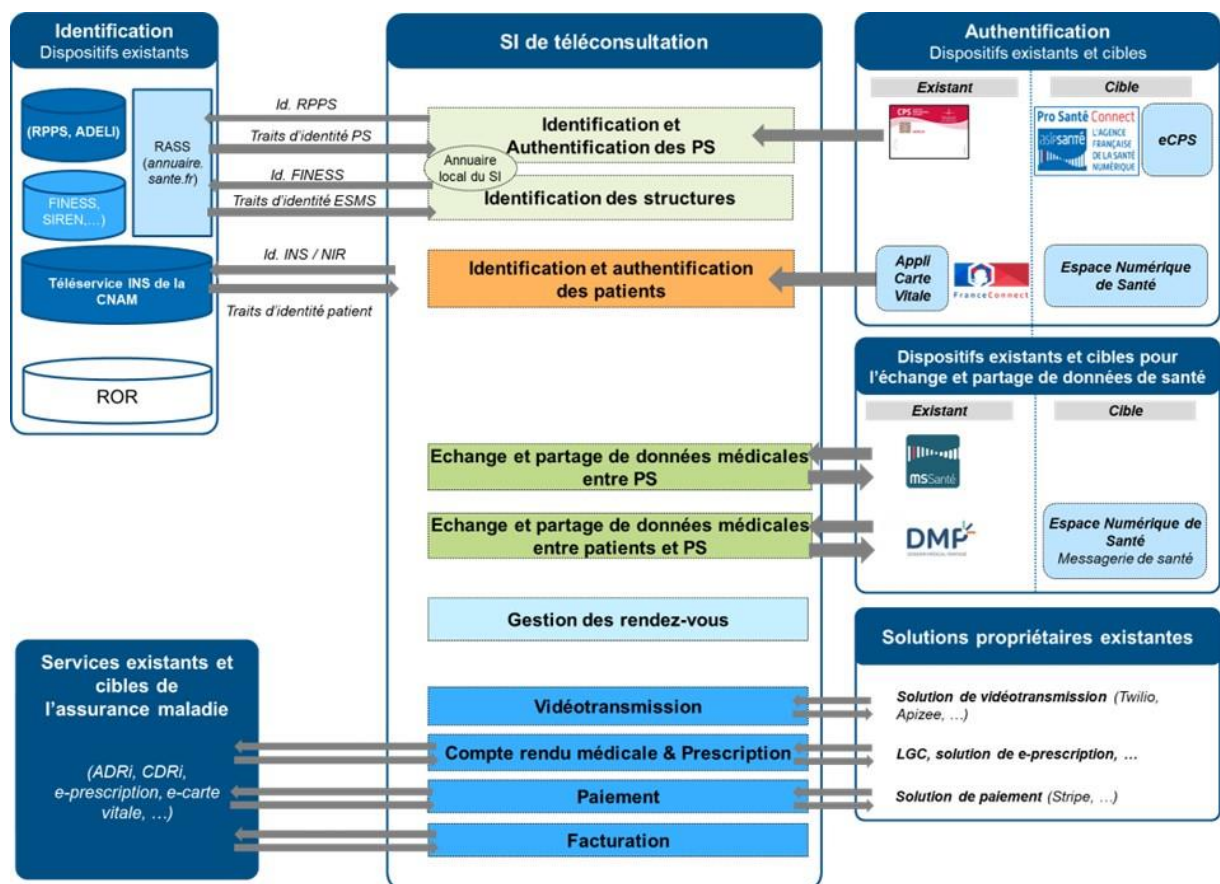 Identification
Dispositifs existants
(RPPS, ADELI)
RASS
(annuaire.
sante.fr)
FINESS,
SIREN,...)
Téléservice INS de la
CNAM
ROR
Id. RPPS
Traits d'identité PS
Id. FINESS
Traits d'identité ESMS
Id. INS / NIR
Traits d'identité patient
SI de téléconsultation
Identification et
Authentification des PS
Annuaire
local du SI
Identification des structures
Identification et authentification
des patients
Echange et partage de données médicales
entre PS
Echange et partage de données médicales
entre patients et PS
Gestion des rendez-vous
Vidéotransmission
Compte rendu médicale & Prescription
Paiement
Facturation
Authentification
Dispositifs existants et cibles
Existant
Cible
CPS
Pro Santé Connect
asipsanté
L'AGENCE
FRANÇAISE
DE LA SANTÉ
NUMÉRIQUE
eCPS
Appli
Carte
Vitale
FranceConnect
Espace Numérique
de Santé
Dispositifs existants et cibles pour
l'échange et partage de données de santé
Existant
Cible
MSSanté
DMP
DOSSIER MÉDICAL PARTAGÉ
Espace Numérique de
Santé
Messagerie de santé
Solutions propriétaires existantes
Solution de vidéotransmission (Twilio,
Apizee, ...)
LGC, solution de e-prescription, ...
Solution de paiement (Stripe, ...)
Services existants et
cibles de
l'assurance maladie
(ADRi, CDRi,
e-prescription, e-carte
vitale, ...)